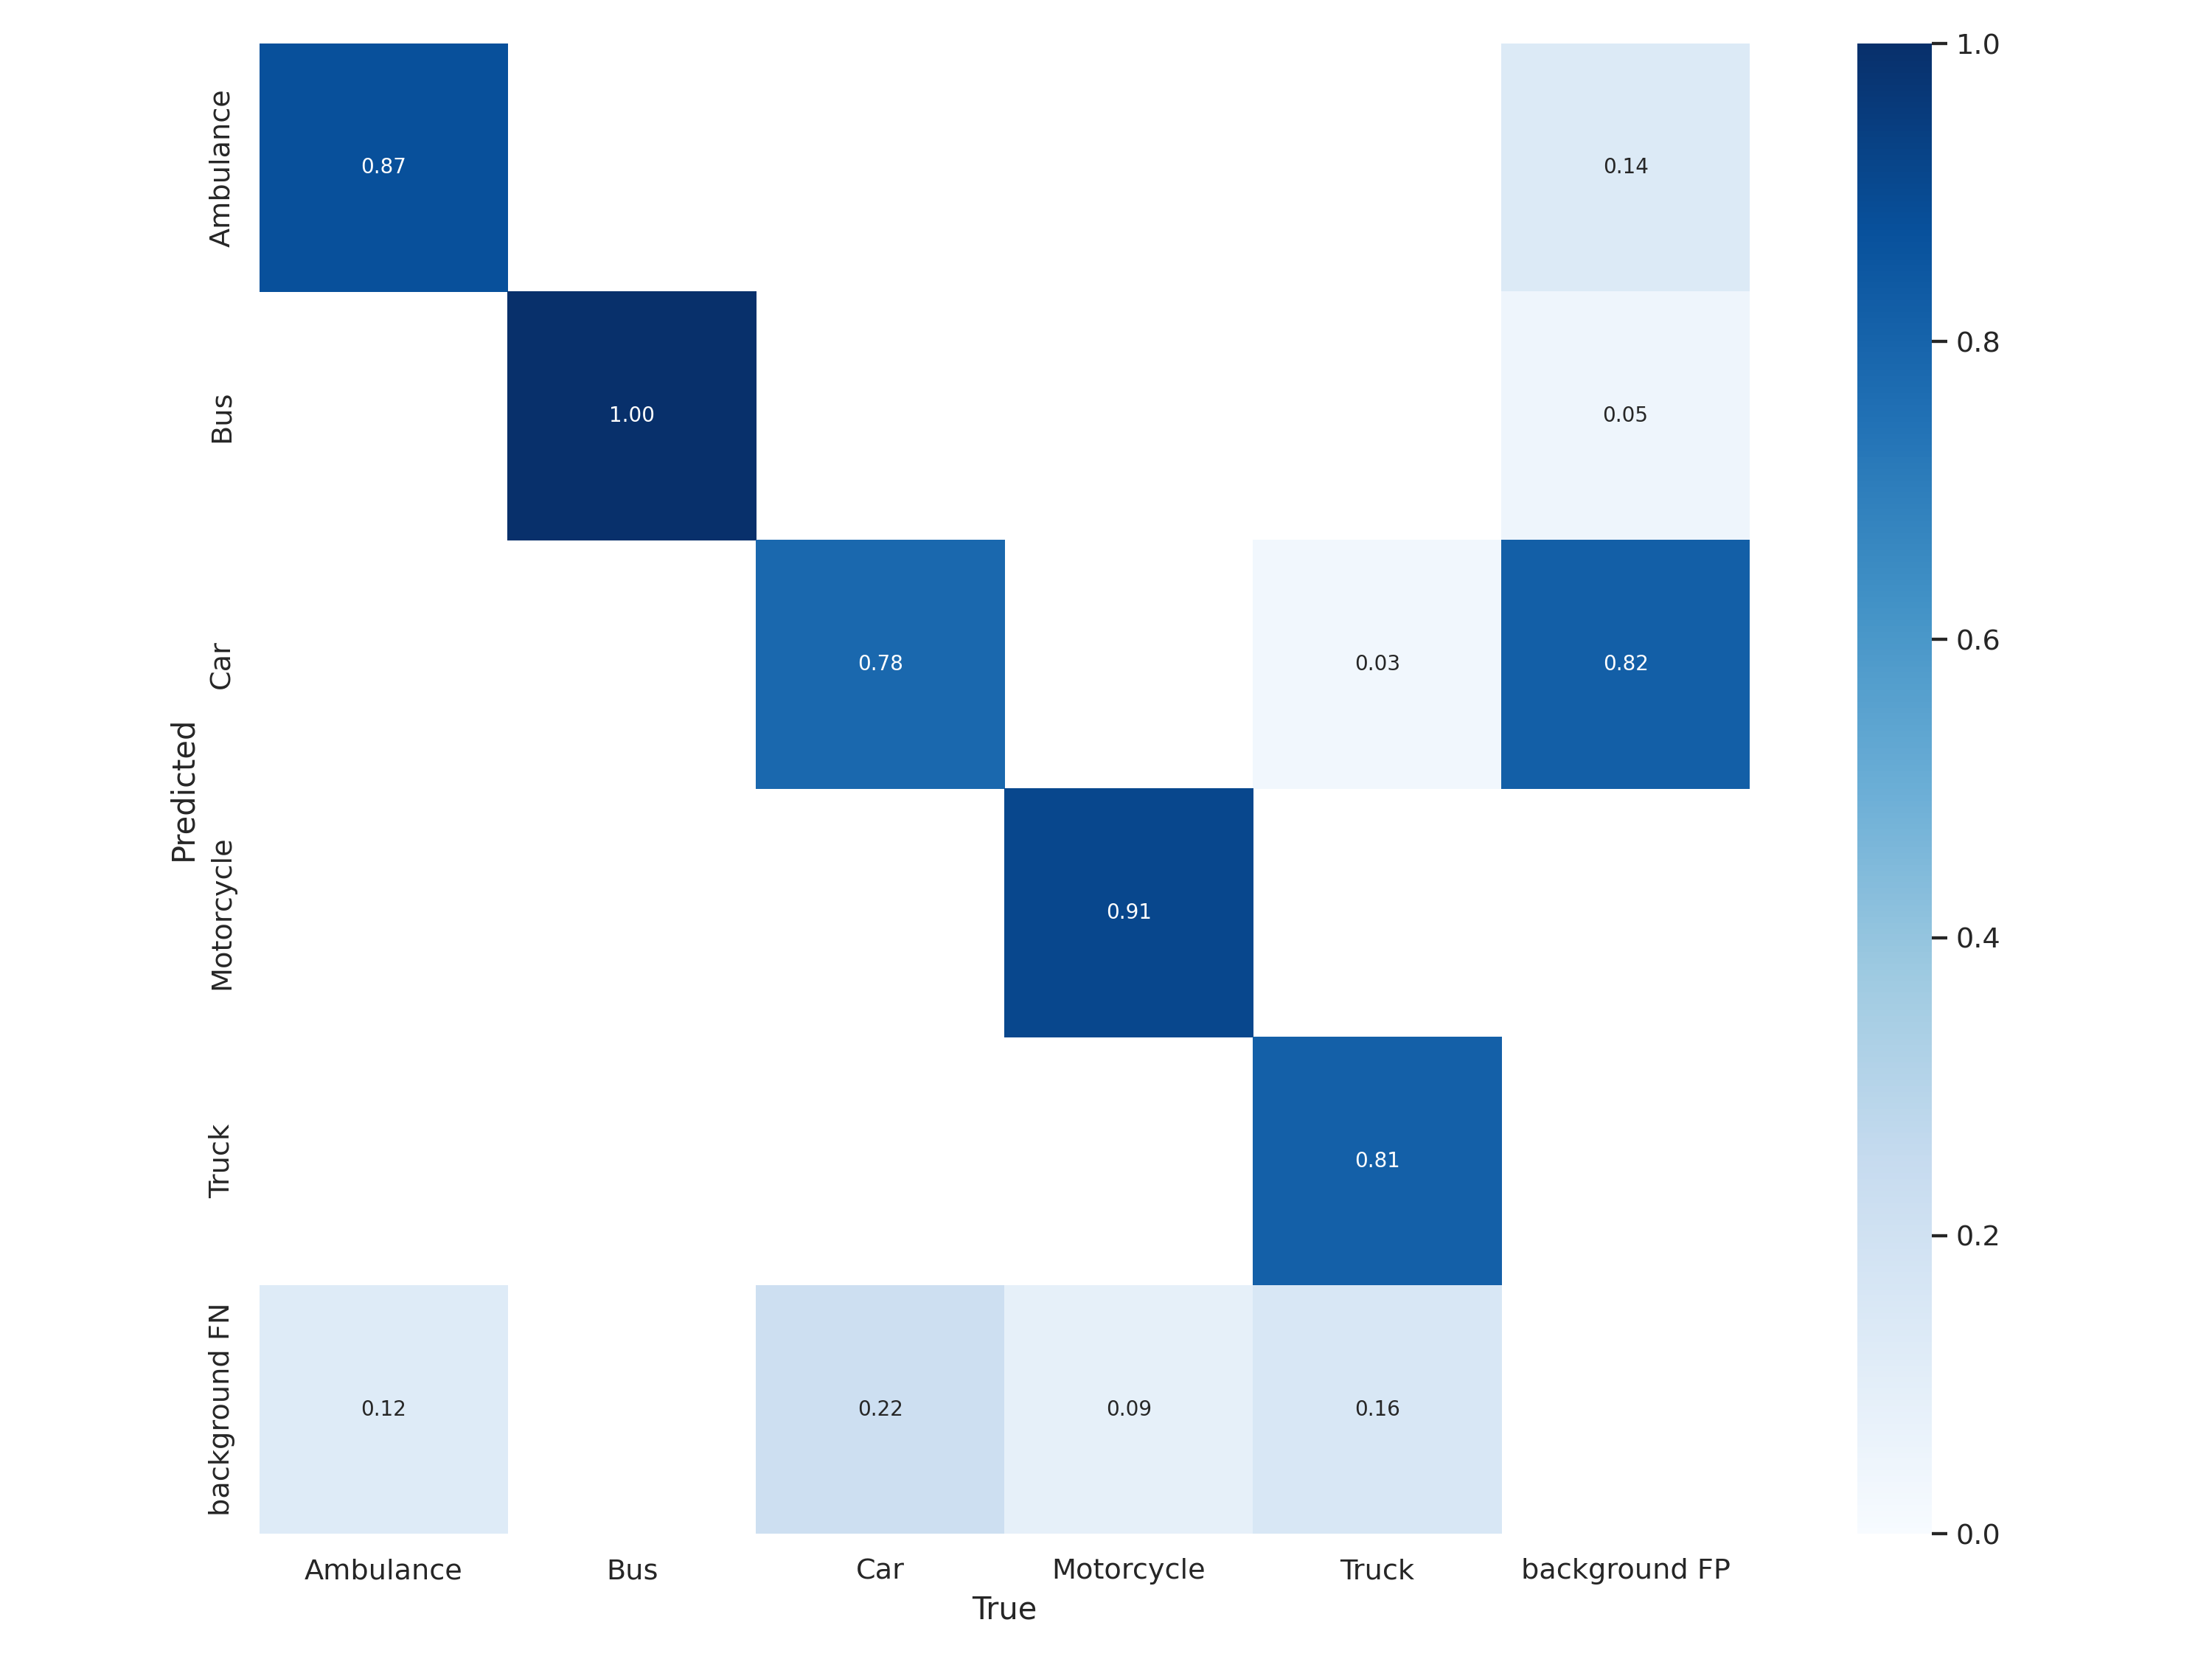 Ambulance
Bus
Car
Motorcycle
Truck
background FN
Predicted
0.87
0.14
1.00
0.05
0.78
0.03
0.82
0.91
0.81
0.12
0.22
0.09
0.16
Ambulance Bus Car Motorcycle Truck background FP
True
1.0
0.8
0.6
0.4
0.2
0.0